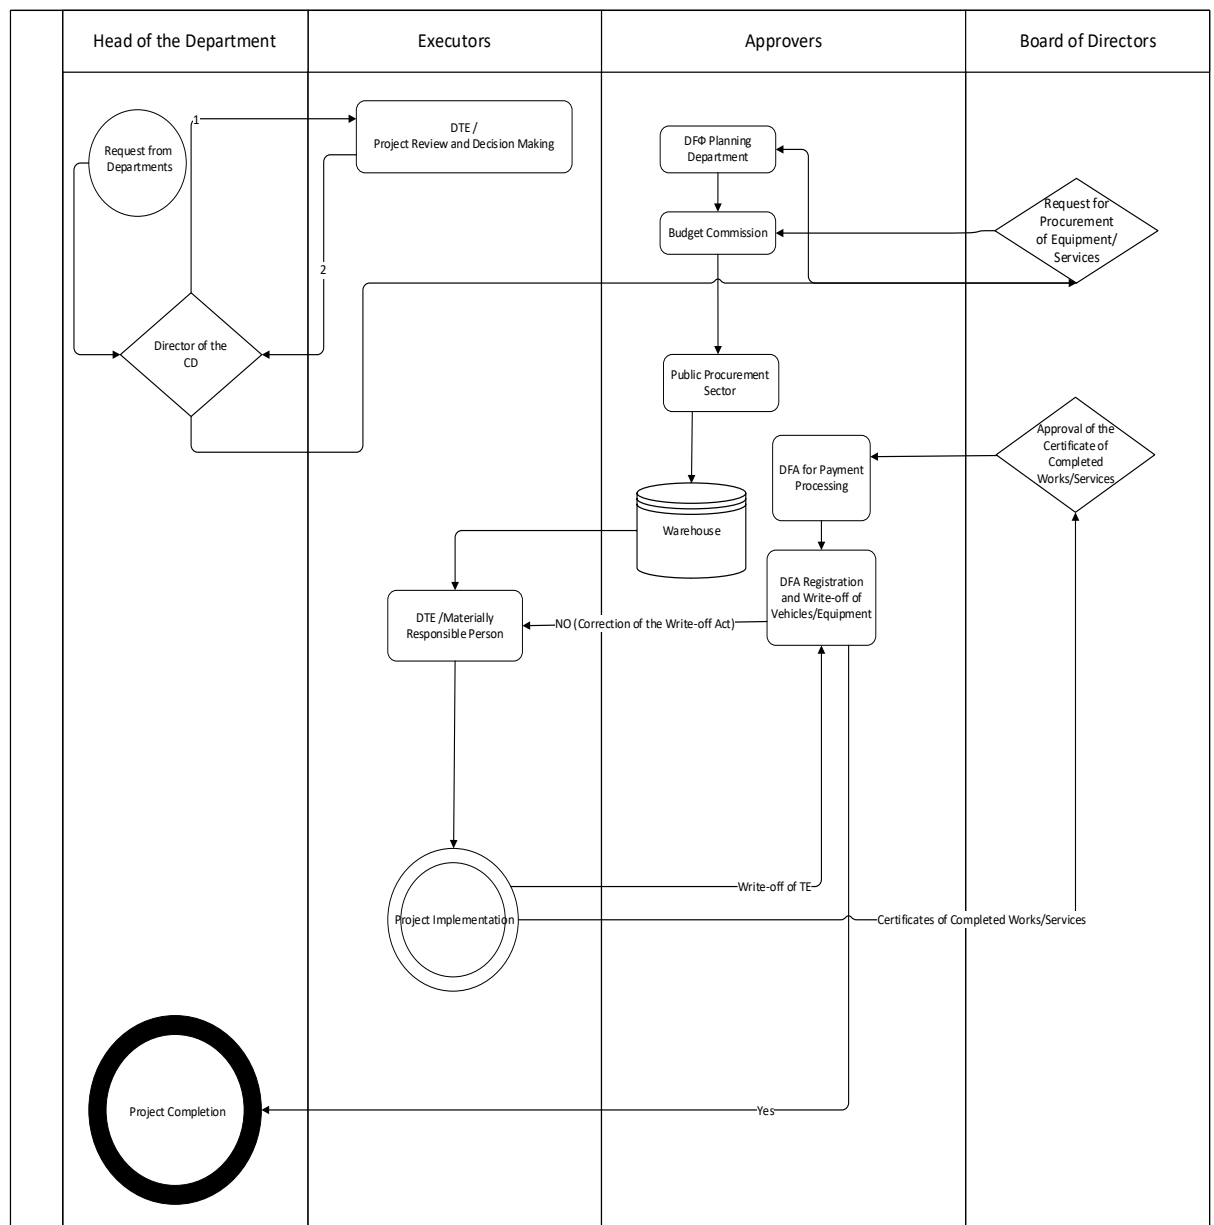 Head of the Department
Executors
Approvers
Board of Directors
Request from
Departments
1
DTE /
Project Review and Decision Making
DFФ Planning
Department
Budget Commission
Request for
Procurement
of Equipment/
Services
2
Director of the
CD
Public Procurement
Sector
Approval of the
Certificate of
Completed
Works/Services
DFA for Payment
Processing
Warehouse
DFA Registration
and Write-off of
Vehicles/Equipment
DTE /Materially
Responsible Person
NO (Correction of the Write-off Act)
Write-off of TE
Project Implementation
Certificates of Completed Works/Services
Project Completion
Yes